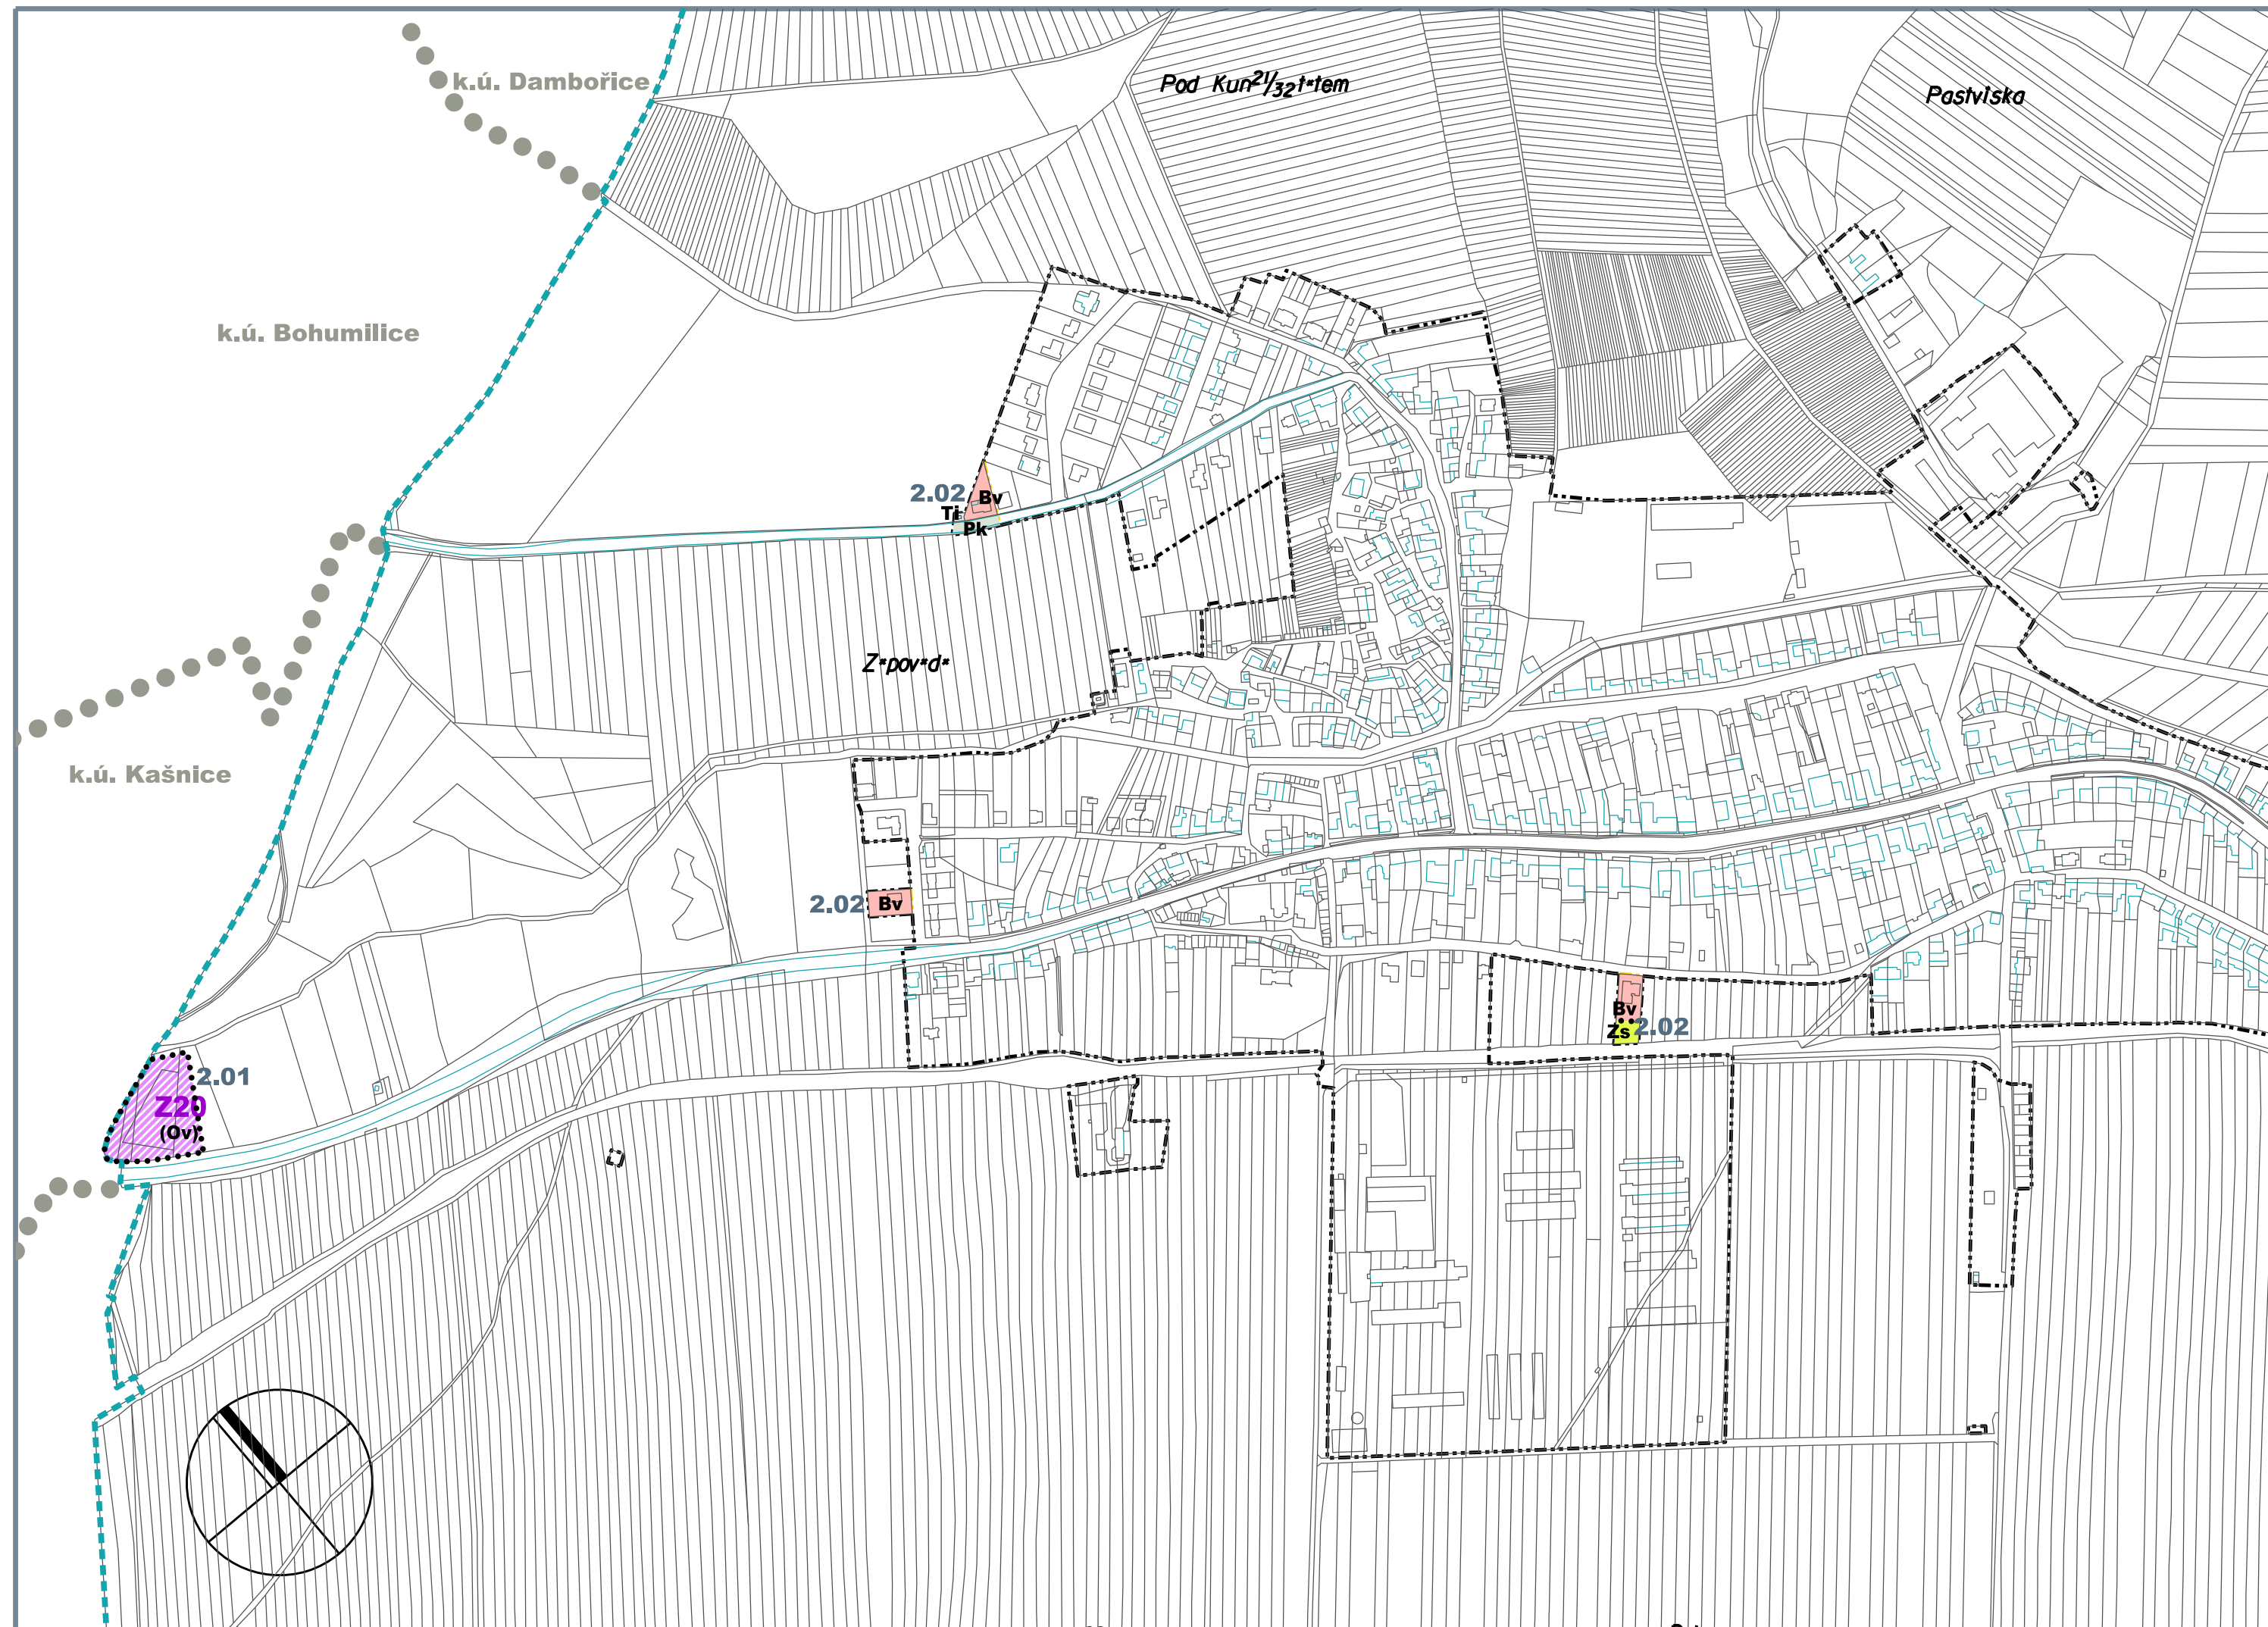 k.ú. Dambořice
Pod Kun21/32t*tem
Pastviska
k.ú. Bohumilice
2.02
Bv
Ti
Pk
Z*pov*d*
k.ú. Kašnice
2.02
Bv
Bv
Zs
2.02
2.01
Z20
(Ov)